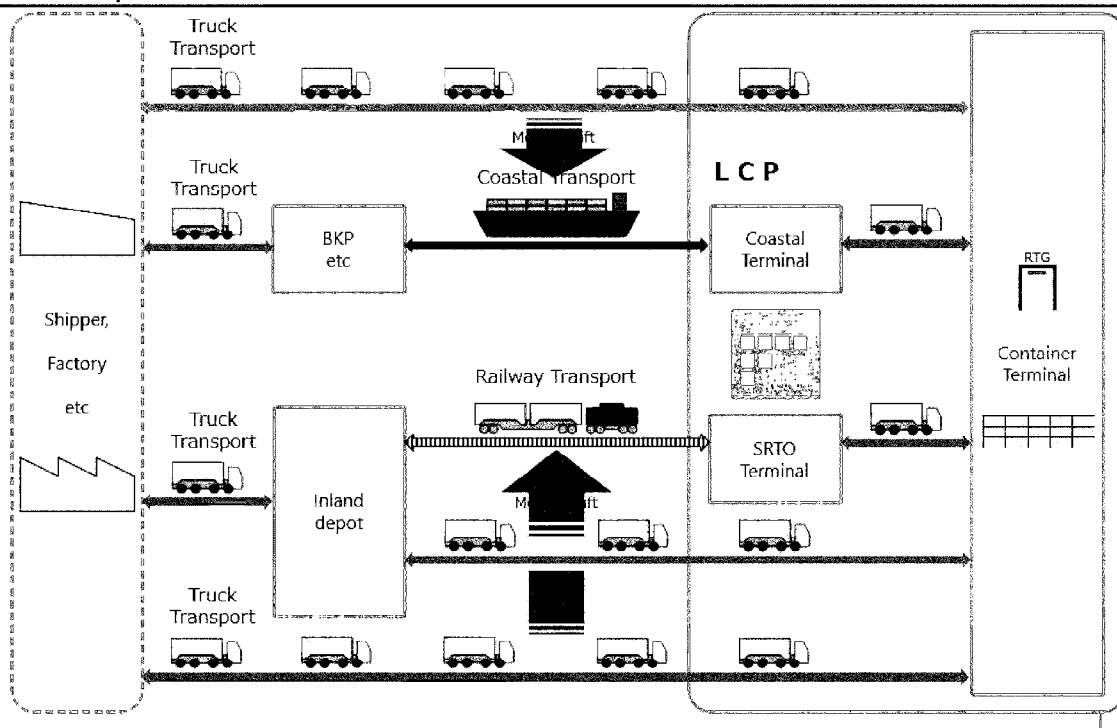 Truck
Transport
Truck
Transport
Coastal Transport
L C P
BKP
etc
Coastal
Terminal
RTG
Shipper,
Factory
etc
Container
Terminal
Railway Transport
Truck
Transport
SRTO
Terminal
Inland
depot
Truck
Transport